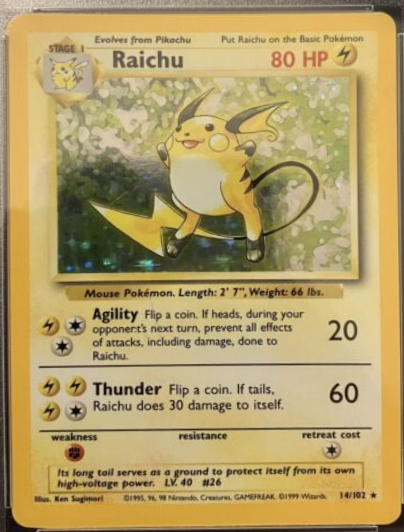 Evolves from Pikachu Put Raichu on the Basic Pokémon
STAGE 1
Raichu 80 HP
Mouse Pokémon. Length: 2' 7", Weight: 66 lbs.
Agility Flip a coin. If heads, during your
opponent's next turn, prevent all effects
of attacks, including damage, done to
Raichu.
20
Thunder Flip a coin. If tails,
Raichu does 30 damage to itself.
60
weakness resistance retreat cost
Its long tail serves as a ground to protect itself from its own
high-voltage power. LV. 40 #26
Illus. Ken Sugimori ©1995, 96, 98 Nintendo, Creatures, GAMEFREAK. ©1999 Wizards. 14/102 ★